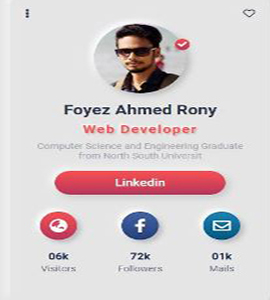 Foyez Ahmed Rony
Web Developer
Computer Science and Engineering Graduate
from North South Universit
Linkedin
06k 72k 01k
Visitors Followers Mails